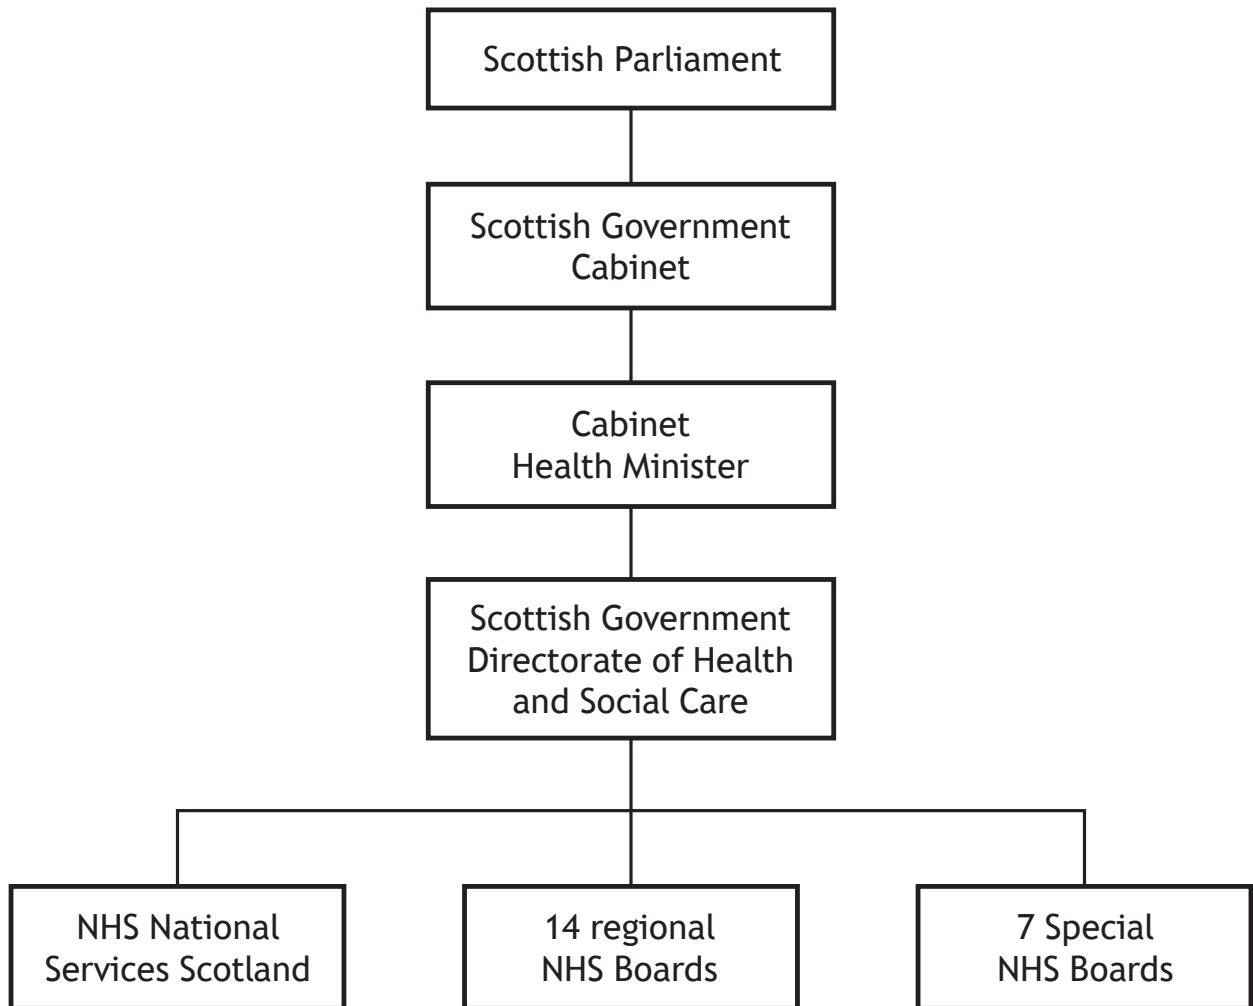 Scottish Parliament
Scottish Government
Cabinet
Cabinet
Health Minister
Scottish Government
Directorate of Health
and Social Care
NHS National
Services Scotland
14 regional
NHS Boards
7 Special
NHS Boards